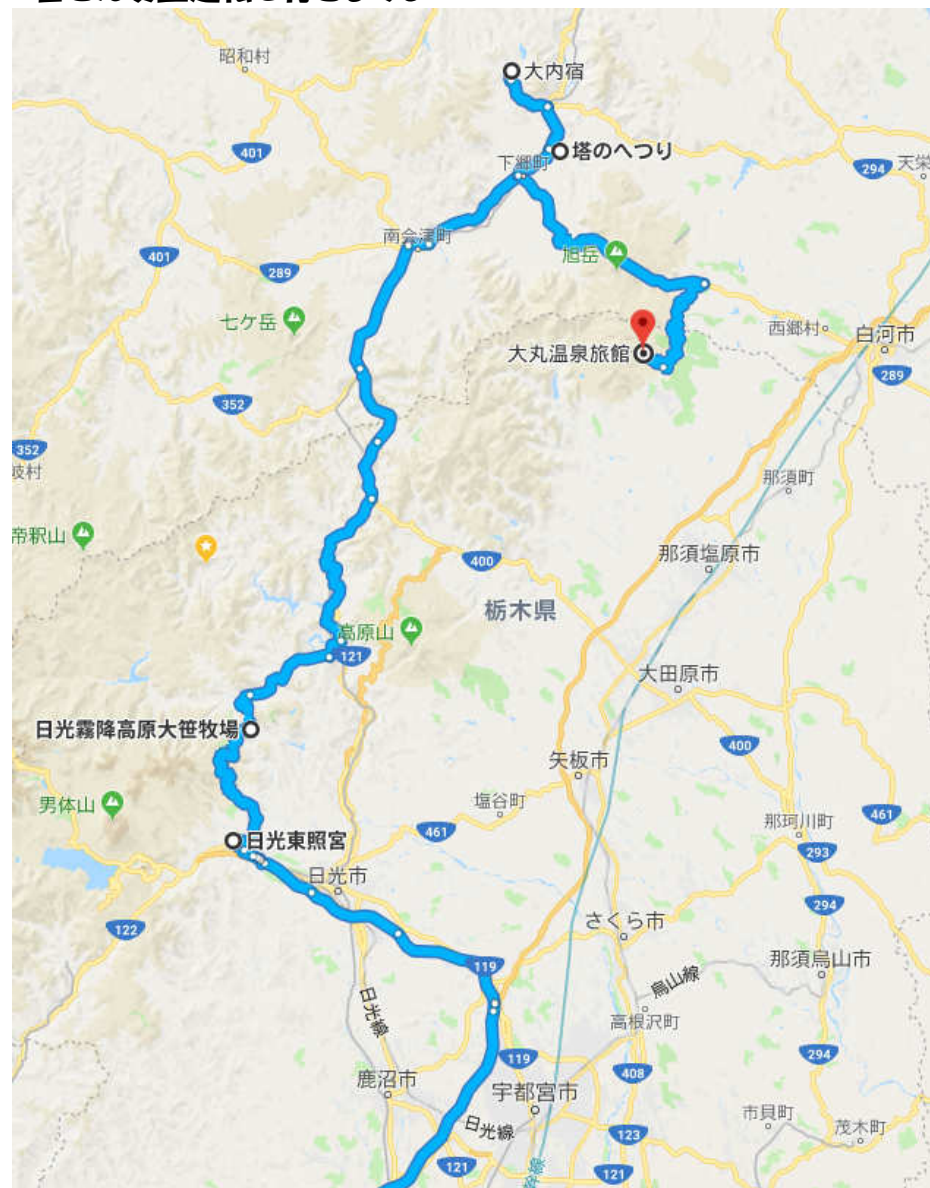 昭和村
大内宿
401
塔のへつり
下郷町
294
天栄
南会津町
401
289
旭岳
七ケ岳
西郷村
白河市
大丸温泉旅館
289
352
352
岐村
那須町
帝釈山
那須塩原市
400
栃木県
高原山
121
大田原市
日光霧降高原大笹牧場
400
矢板市
男体山
塩谷町
461
461
那珂川町
日光東照宮
293
日光市
294
122
さくら市
那須烏山市
119
烏山線
日光線
高根沢町
119
294
鹿沼市
408
宇都宮市
市貝町
日光線
123
茂木町
121
121
幹線